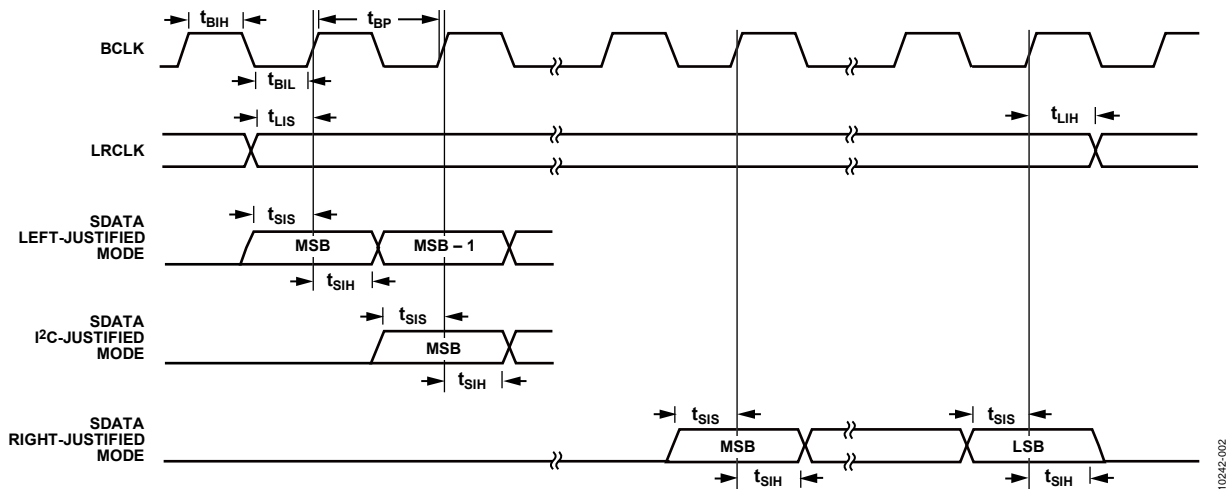 tBIH
tBP
BCLK
tBIL
tLIS
tLIH
LRCLK
SDATA
LEFT-JUSTIFIED
MODE
tSIS
MSB
MSB – 1
tSIH
SDATA
I²C-JUSTIFIED
MODE
tSIS
MSB
tSIH
SDATA
RIGHT-JUSTIFIED
MODE
tSIS
tSIS
MSB
LSB
tSIH
tSIH
10242-002